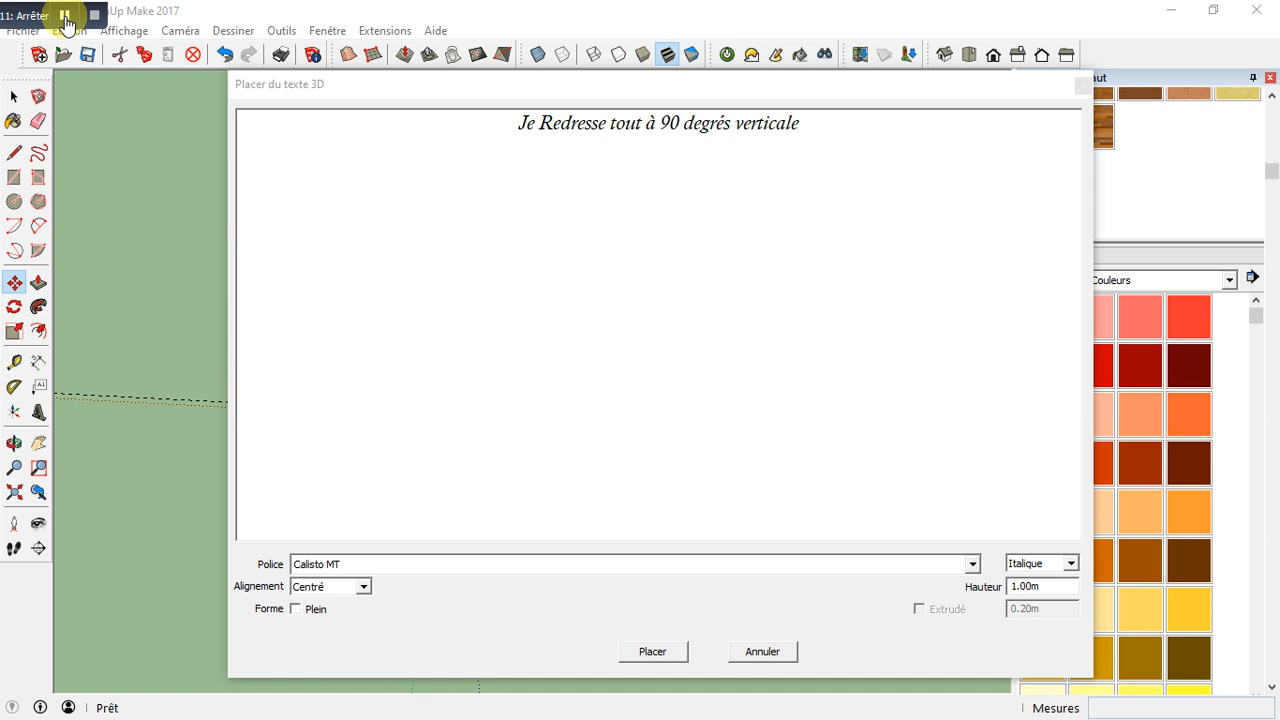 11: Arrêter
Up Make 2017
Fichier
Affichage Caméra Dessiner Outils Fenêtre Extensions Aide
Placer du texte 3D
aut
Je Redresse tout à 90 degrés verticale
Couleurs
Police Calisto MT Italique
Alignement Centré Hauteur 1.00m
Forme Plein Extrudé 0.20m
Placer Annuler
Prêt Mesures